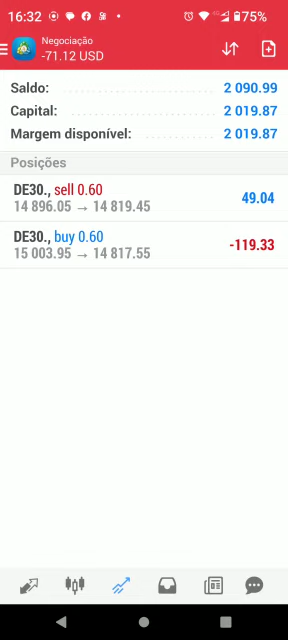 16:32 75%
Negociação
-71.12 USD
Saldo: 2 090.99
Capital: 2 019.87
Margem disponível: 2 019.87
Posições
DE30., sell 0.60 49.04
14 896.05 → 14 819.45
DE30., buy 0.60 -119.33
15 003.95 → 14 817.55